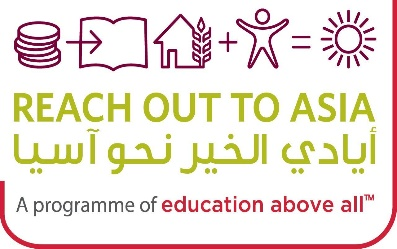 REACH OUT TO ASIA
أيادي الخير نحو آسيا
A programme of education above all™